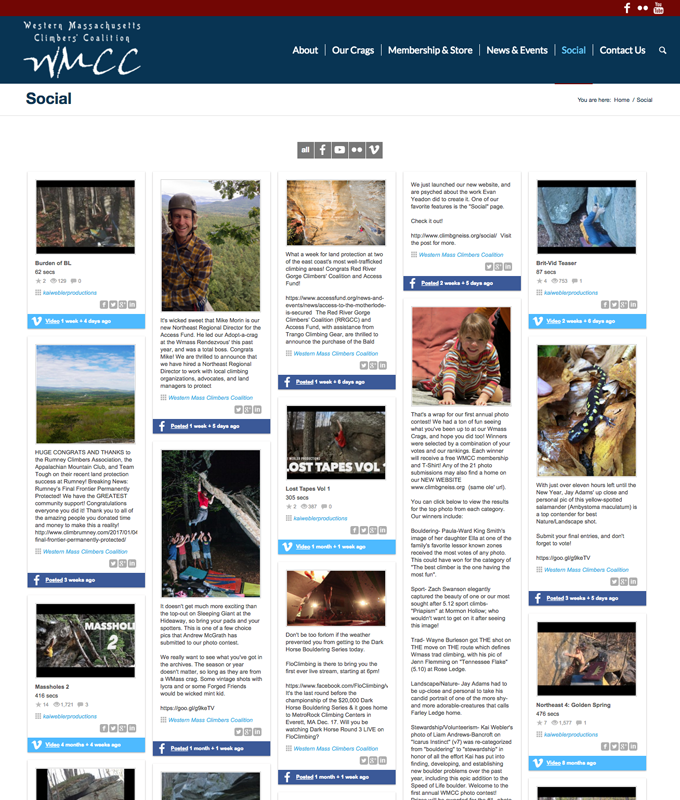 Western Massachusetts
Climbers' Coalition
WMCC
About
Our Crags
Membership & Store
News & Events
Social
Contact Us
Social
You are here: Home / Social
all
Burden of BL
62 secs
2 129 0
kaiweblerproductions
Video 1 week + 4 days ago
HUGE CONGRATS AND THANKS to
the Rumney Climbers Association, the
Appalachian Mountain Club, and Team
Tough on their recent land protection
success at Rumney! Breaking News:
Rumney's Final Frontier Permanently
Protected! We have the GREATEST
community support! Congratulations
everyone you did it! Thank you to all of
the amazing people you donated time
and money to make this a reality!
http://www.climbrumney.com/2017/01/04
final-frontier-permanently-protected/
Western Mass Climbers Coalition
Posted 3 weeks ago
MASSHOL
2
Massholes 2
416 secs
14 1,721 3
kaiweblerproductions
Video 4 months + 4 weeks ago
It's wicked sweet that Mike Morin is our
new Northeast Regional Director for the
Access Fund. He led our Adopt-a-crag
at the Wmass Rendezvous this past
year, and was a total boss. Congrats
Mike! We are thrilled to announce that
we have hired a Northeast Regional
Director to work with local climbing
organizations, advocates, and land
managers to protect
Western Mass Climbers Coalition
Posted 1 week + 5 days ago
It doesn't get much more exciting than
the top-out on Sleeping Giant at the
Hideaway, so bring your pads and your
spotters. This is one of a few choice
pics that Andrew McGrath has
submitted to our photo contest.
We really want to see what you've got in
the archives. The season or year
doesn't matter, so long as they are from
a WMass crag. Some vintage shots with
lycra and or some Forged Friends
would be wicked mint kid.
https://goo.gl/g9keTV
Western Mass Climbers Coalition
Posted 1 month + 1 week ago
What a week for land protection at two
of the east coast's most well-trafficked
climbing areas! Congrats Red River
Gorge Climbers' Coalition and Access
Fund!
https://www.accessfund.org/news-and-
events/news/access-to-the-motherlode-
is-secured The Red River Gorge
Climbers' Coalition (RRGCC) and
Access Fund, with assistance from
Trango Climbing Gear, are thrilled to
announce the purchase of the Bald
Western Mass Climbers Coalition
Posted 1 week + 6 days ago
LOST TAPES VOL 1
Lost Tapes Vol 1
305 secs
2 387 0
kaiweblerproductions
Video 1 month + 1 week ago
Don't be too forlorn if the weather
prevented you from getting to the Dark
Horse Bouldering Series today.
FloClimbing is there to bring you the
first ever live stream, starting at 6pm!
https://www.facebook.com/FloClimbing/v
It's the last round before the
championship of the $20,000 Dark
Horse Bouldering Series & it goes home
to MetroRock Climbing Centers in
Everett, MA Dec. 17. Will you be
watching Dark Horse Round 3 LIVE on
FloClimbing?
Western Mass Climbers Coalition
Posted 1 month + 1 week ago
We just launched our new website, and
are psyched about the work Evan
Yeadon did to create it. One of our
favorite features is the "Social" page.
Check it out!
http://www.climbgneiss.org/social/ Visit
the post for more.
Western Mass Climbers Coalition
Posted 2 weeks + 5 days ago
That's a wrap for our first annual photo
contest! We had a ton of fun seeing
what you've been up to at our Wmass
Crags, and hope you did too! Winners
were selected by a combination of your
votes and our rankings. Each winner
will receive a free WMCC membership
and T-Shirt! Any of the 21 photo
submissions may also find a home on
our NEW WEBSITE
www.climbgneiss.org (same ole' url).
You can click below to view the results
for the top photo from each category.
Our winners include:
Bouldering- Paula-Ward King Smith's
image of her daughter Ella at one of the
family's favorite lessor known zones
received the most votes of any photo.
This could have won for the category of
"The best climber is the one having the
most fun".
Sport- Zach Swanson elegantly
captured the beauty of one or our most
sought after 5.12 sport climbs-
"Priapism" at Mormon Hollow, who
wouldn't want to get on it after seeing
this image!
Trad- Wayne Burleson got THE shot on
THE move on THE route which defines
Wmass trad climbing, with his pic of
Jenn Flemming on "Tennessee Flake"
(5.10) at Rose Ledge.
Landscape/Nature- Jay Adams had to
be up-close and personal to take his
candid portrait of one of the more shy-
and more adorable-creatures that calls
Farley Ledge home.
Stewardship/Volunteerism- Kai Webler's
photo of Liam Andrews-Bancroft on
"Icarus Instinct" (v7) was re-categorized
from "bouldering" to "stewardship" in
honor of all the effort Kai has put into
finding, developing, and establishing
new boulder problems over the past
year, including this epic addition to the
Speed of Life boulder. Welcome to the
first annual WMCC photo contest!
Brit-Vid Teaser
87 secs
4 753 1
kaiweblerproductions
Video 2 weeks + 6 days ago
With just over eleven hours left until the
New Year, Jay Adams' up close and
personal pic of this yellow-spotted
salamander (Ambystoma maculatum) is
a top contender for best
Nature/Landscape shot.
Submit your final entries, and don't
forget to vote!
https://goo.gl/g9keTV
Western Mass Climbers Coalition
Posted 3 weeks + 5 days ago
Northeast 4: Golden Spring
476 secs
7 1,577 1
kaiweblerproductions
Video 6 months ago